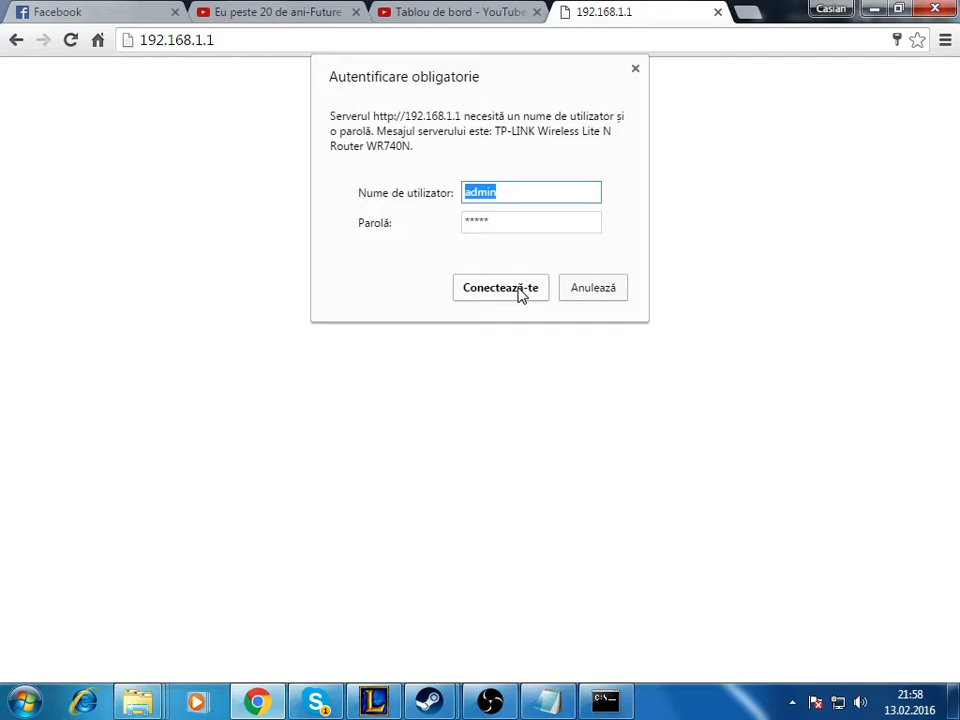 Facebook
Eu peste 20 de ani-Future
Tablou de bord - YouTube
192.168.1.1
Casian
192.168.1.1
Autentificare obligatorie
Serverul http://192.168.1.1 necesită un nume de utilizator și
o parolă. Mesajul serverului este: TP-LINK Wireless Lite N
Router WR740N.
Nume de utilizator: admin
Parolă: *****
Conectează-te
Anulează
21:58
13.02.2016